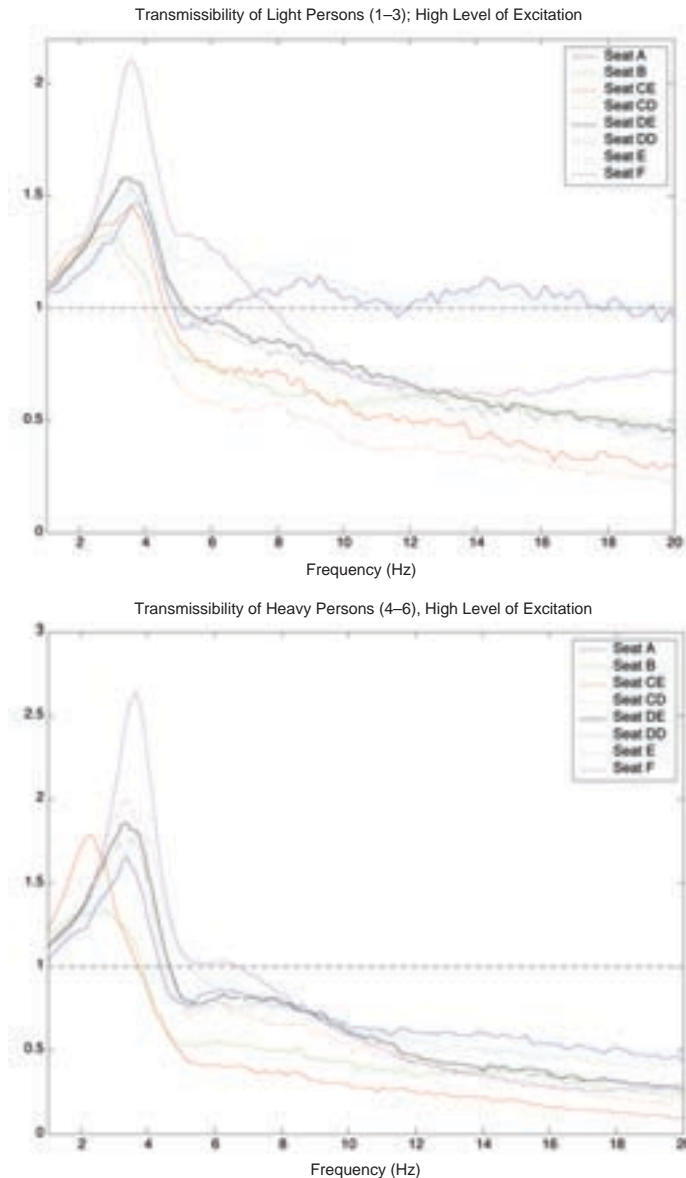 Transmissibility of Light Persons (1–3); High Level of Excitation
2
1.5
1
0.5
0
2 4 6 8 10 12 14 16 18 20
Seat A
Seat B
Seat CE
Seat CD
Seat DE
Seat DD
Seat E
Seat F
Frequency (Hz)
Transmissibility of Heavy Persons (4–6), High Level of Excitation
3
2.5
2
1.5
1
0.5
0
2 4 6 8 10 12 14 16 18 20
Seat A
Seat B
Seat CE
Seat CD
Seat DE
Seat DD
Seat E
Seat F
Frequency (Hz)